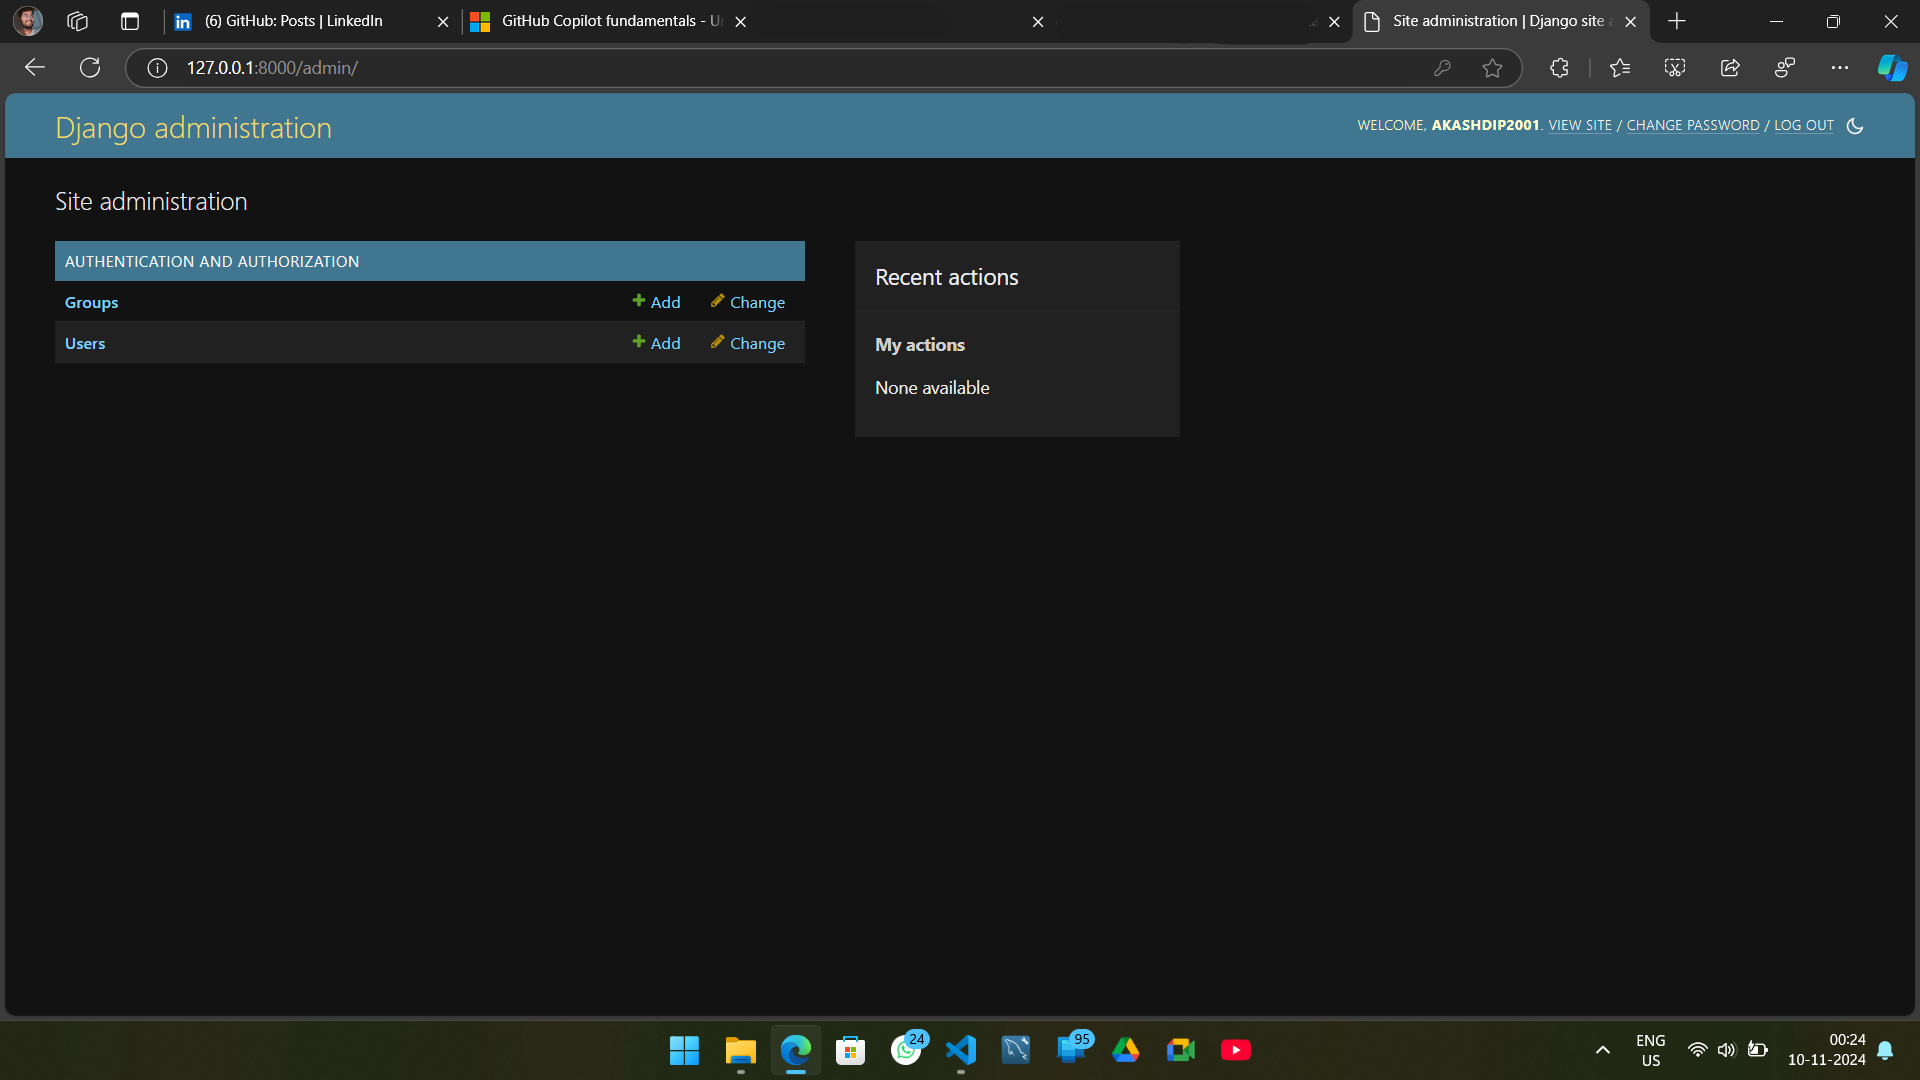 (6) GitHub: Posts | LinkedIn
GitHub Copilot fundamentals - Un
Site administration | Django site a
127.0.0.1:8000/admin/
Django administration
WELCOME, AKASHDIP2001. VIEW SITE / CHANGE PASSWORD / LOG OUT
Site administration
AUTHENTICATION AND AUTHORIZATION
Groups Add Change
Users Add Change
Recent actions
My actions
None available
24
95
ENG
US
00:24
10-11-2024